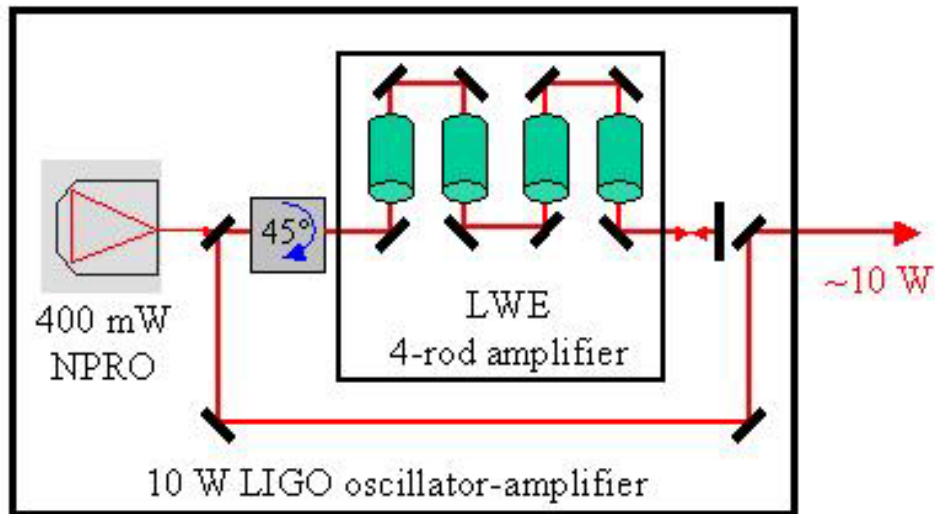 45°
400 mW
NPRO
LWE
4-rod amplifier
~10 W
10 W LIGO oscillator-amplifier